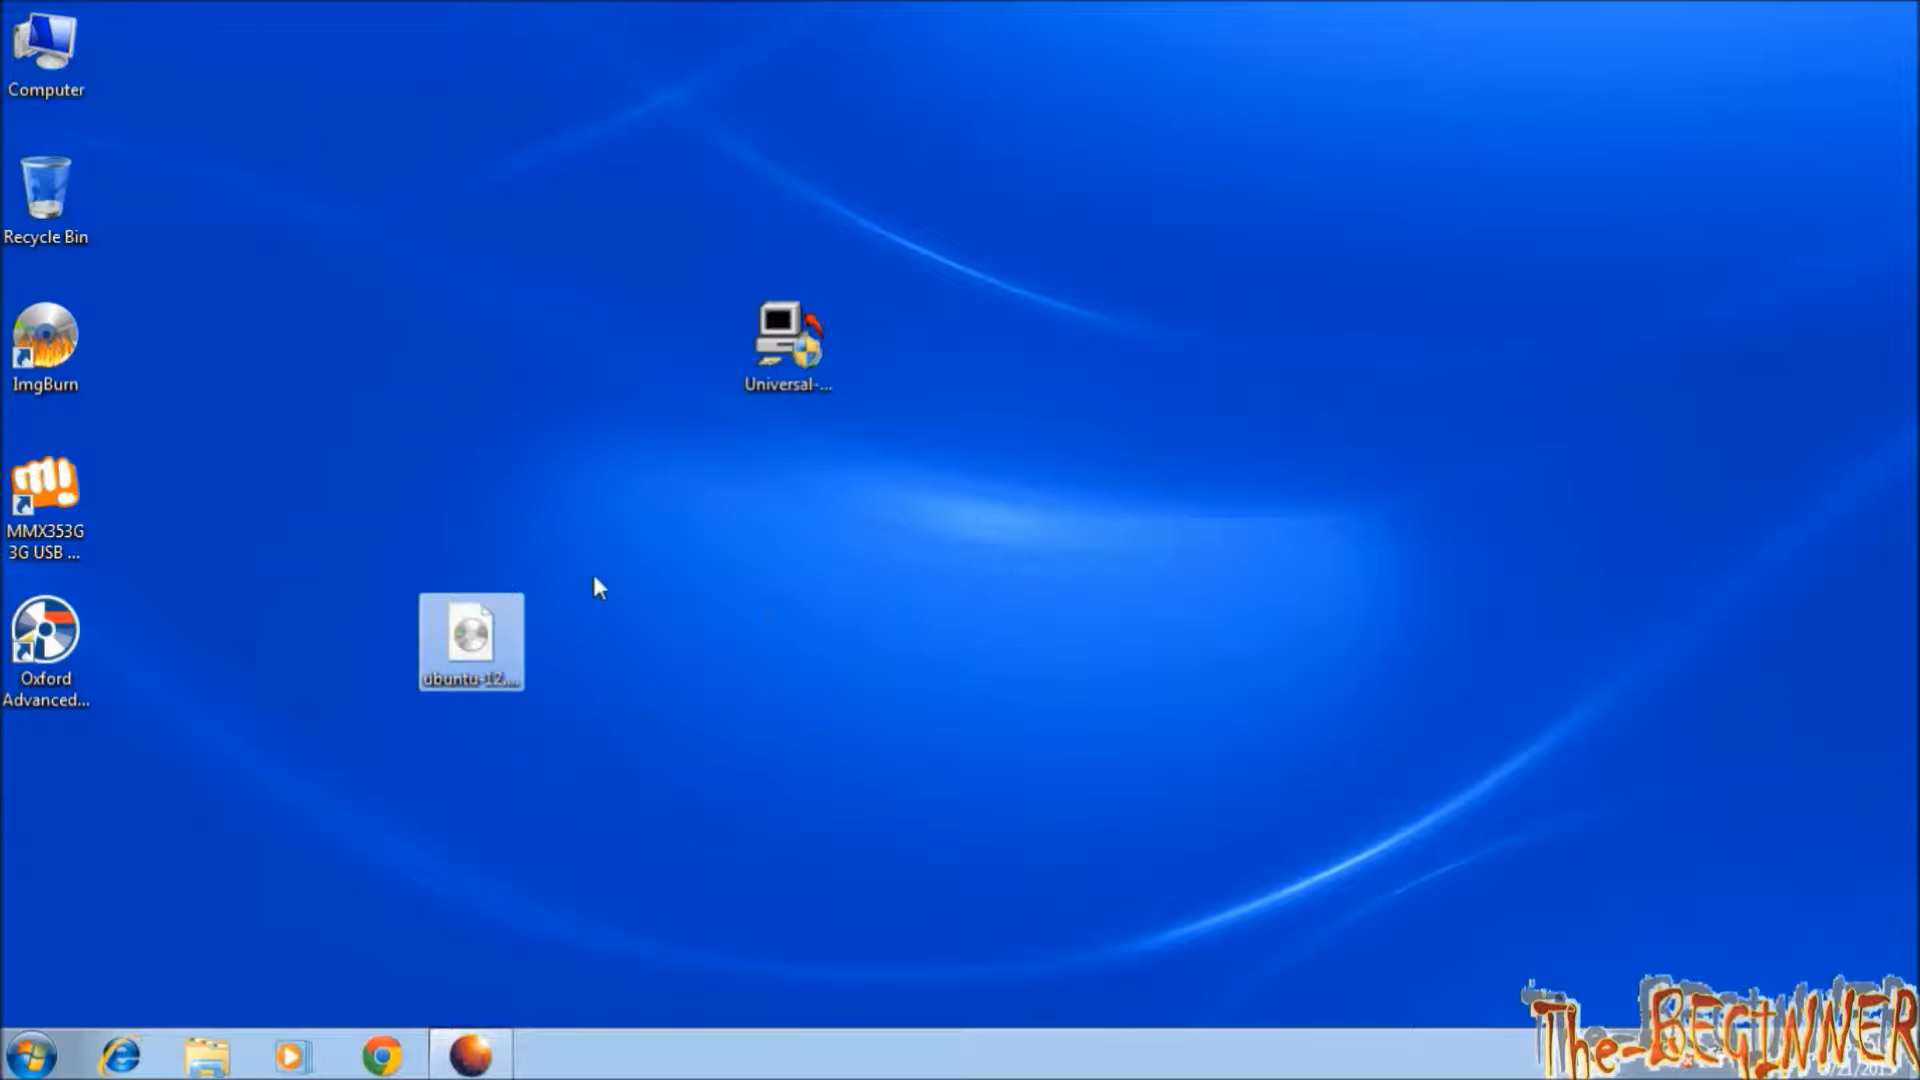 Computer
Recycle Bin
ImgBurn
Universal-...
MMX353G
3G USB ...
ubuntu-12....
Oxford
Advanced...
The-BEGINNER